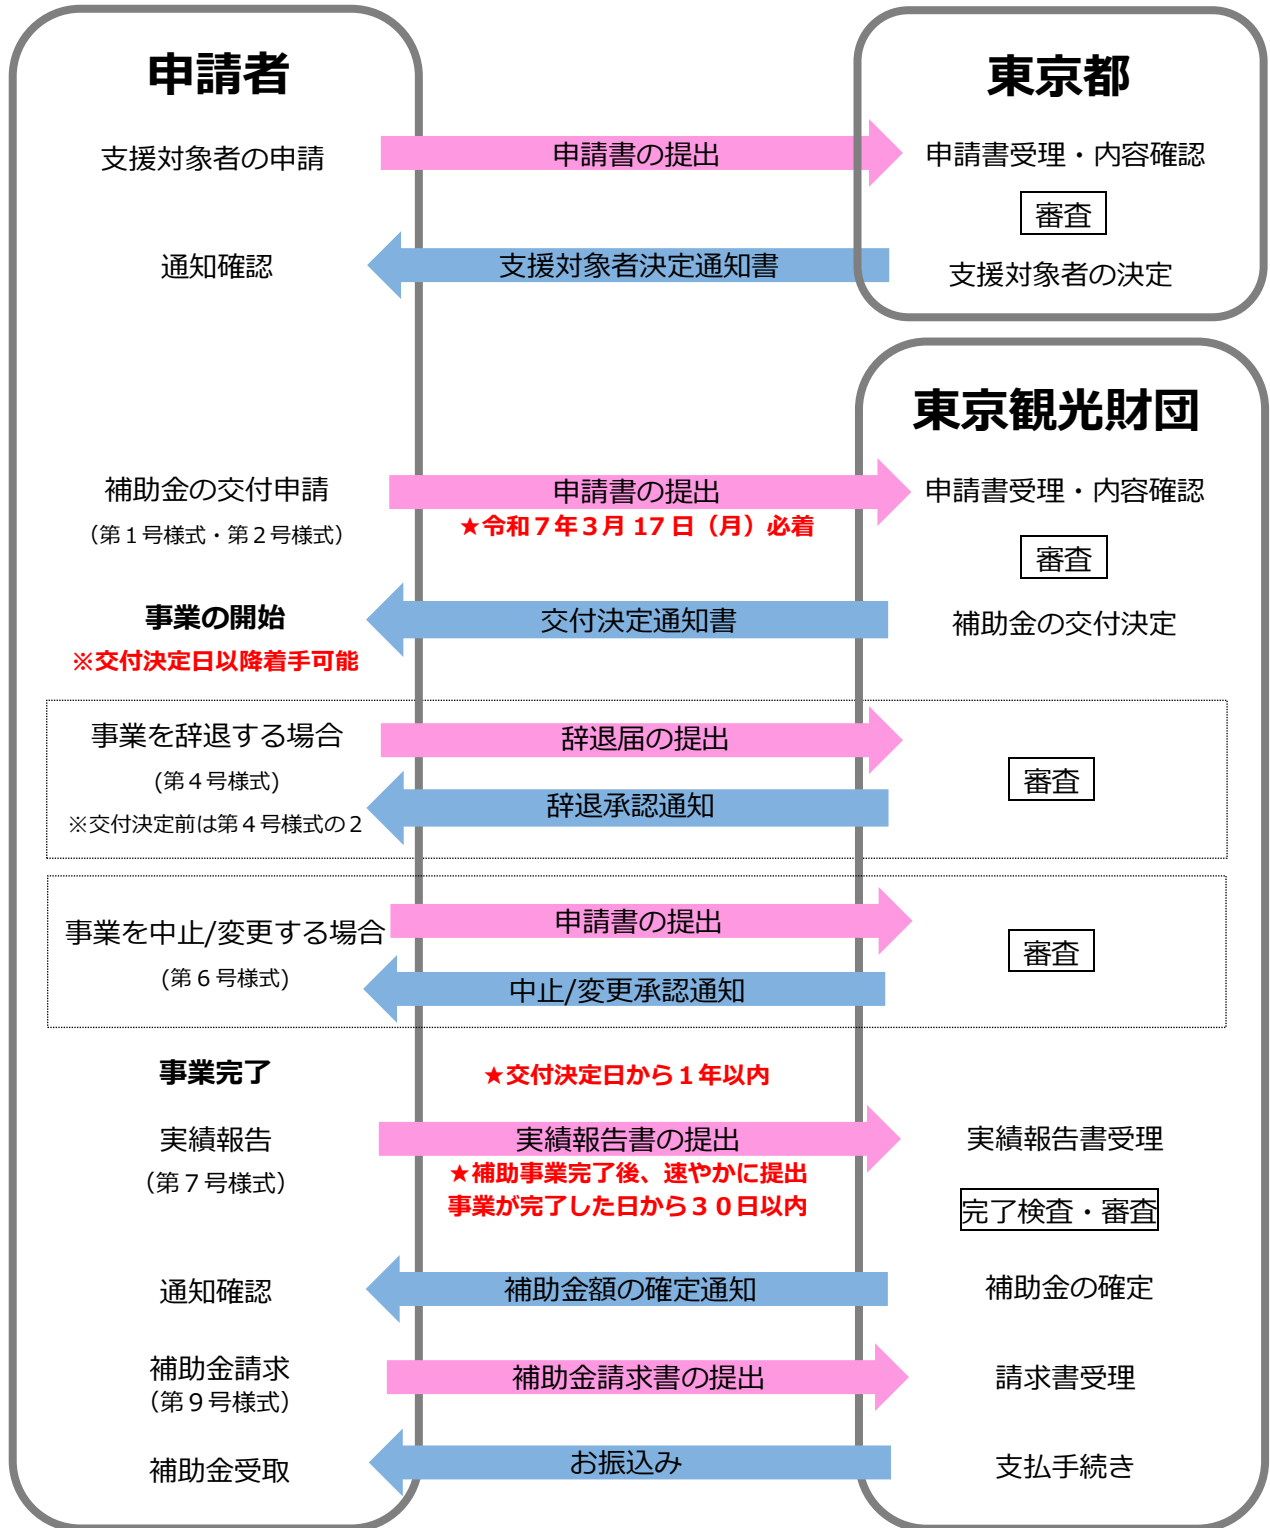 申請者
東京都
支援対象者の申請
申請書の提出
申請書受理・内容確認
審査
通知確認
支援対象者決定通知書
支援対象者の決定
東京観光財団
補助金の交付申請
申請書の提出
申請書受理・内容確認
（第１号様式・第２号様式）
★令和７年３月 17 日（月）必着
審査
事業の開始
交付決定通知書
補助金の交付決定
※交付決定日以降着手可能
事業を辞退する場合
辞退届の提出
(第４号様式)
審査
辞退承認通知
※交付決定前は第４号様式の２
事業を中止/変更する場合
申請書の提出
審査
(第６号様式)
中止/変更承認通知
事業完了
★交付決定日から１年以内
実績報告
実績報告書の提出
実績報告書受理
（第７号様式）
★補助事業完了後、速やかに提出
事業が完了した日から３０日以内
完了検査・審査
通知確認
補助金額の確定通知
補助金の確定
補助金請求
補助金請求書の提出
請求書受理
（第９号様式）
補助金受取
お振込み
支払手続き